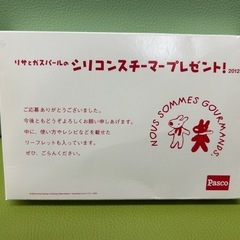 リサとガスパールの
シリコンスチーマープレゼント!2012
ご応募ありがとうございました。
今後ともどうぞよろしくお願い申しあげます。
中に、使い方やレシピなどを載せた
リーフレットも入っています。
ぜひ、ごらんください。
NOUS SOMMES GOURMANDS!
Pasco